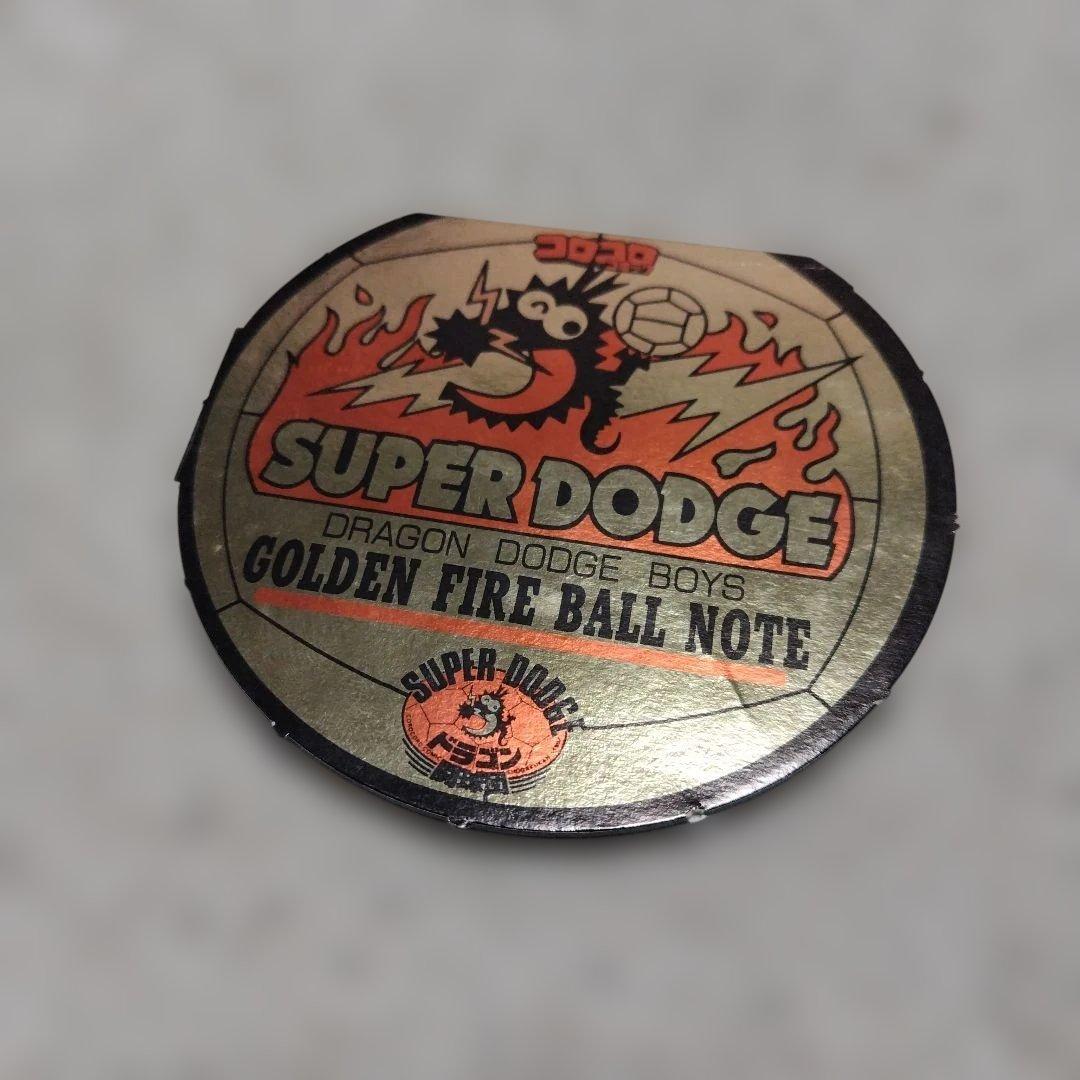 コロコロ
SUPER DODGE
DRAGON DODGE BOYS
GOLDEN FIRE BALL NOTE
SUPER-DODGE
ドラゴン